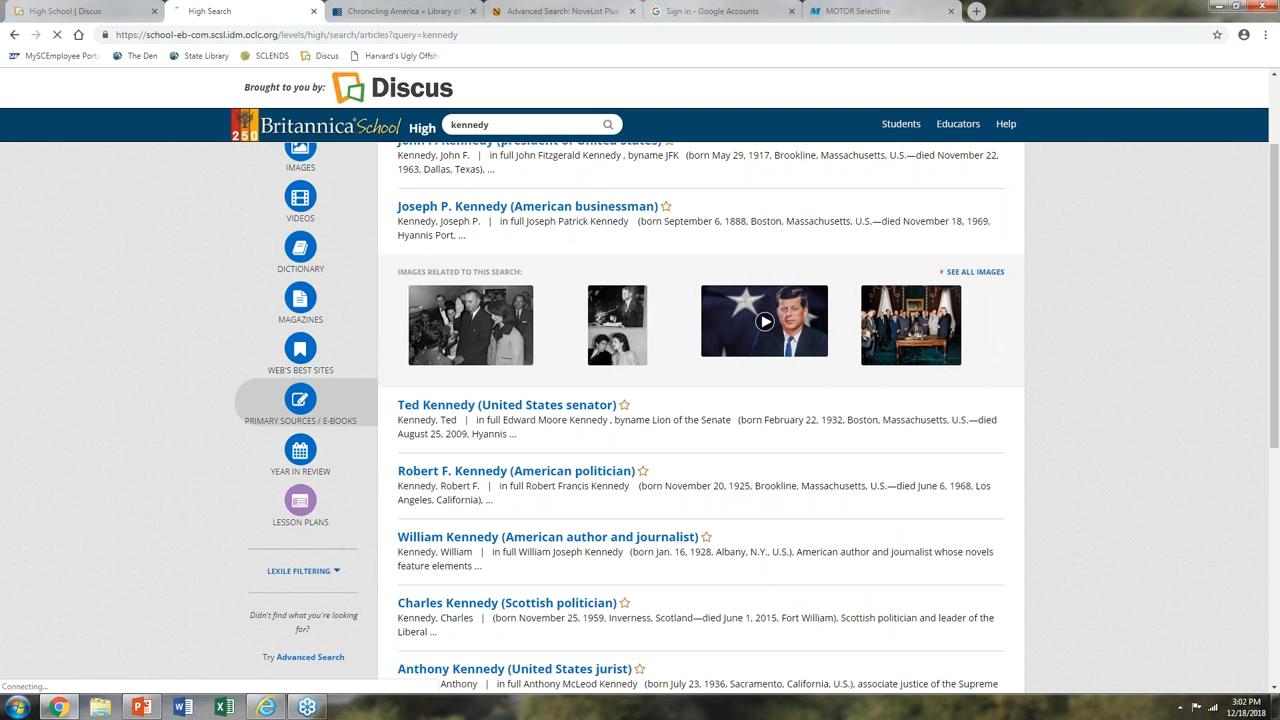 High School | Discus
High Search
Chronicling America « Library of
Advanced Search: NoveList Plus
Sign in - Google Accounts
MOTOR Selectline
https://school-eb-com.scsl.idm.oclc.org/levels/high/search/articles?query=kennedy
MySCEmployee Porta
The Den
State Library
SCLENDS
Discus
Harvard's Ugly Offsh
Brought to you by:
Discus
250
Britannica School High
kennedy
Students
Educators
Help
IMAGES
VIDEOS
DICTIONARY
MAGAZINES
WEB'S BEST SITES
PRIMARY SOURCES / E-BOOKS
YEAR IN REVIEW
LESSON PLANS
LEXILE FILTERING
Didn't find what you're looking
for?
Try Advanced Search
John F. Kennedy (president of United States)
Kennedy, John F. | in full John Fitzgerald Kennedy , byname JFK (born May 29, 1917, Brookline, Massachusetts, U.S.—died November 22,
1963, Dallas, Texas), ...
Joseph P. Kennedy (American businessman)
Kennedy, Joseph P. | in full Joseph Patrick Kennedy (born September 6, 1888, Boston, Massachusetts, U.S.—died November 18, 1969,
Hyannis Port, ...
IMAGES RELATED TO THIS SEARCH:
SEE ALL IMAGES
Ted Kennedy (United States senator)
Kennedy, Ted | in full Edward Moore Kennedy , byname Lion of the Senate (born February 22, 1932, Boston, Massachusetts, U.S.—died
August 25, 2009, Hyannis ...
Robert F. Kennedy (American politician)
Kennedy, Robert F. | in full Robert Francis Kennedy (born November 20, 1925, Brookline, Massachusetts, U.S.—died June 6, 1968, Los
Angeles, California), ...
William Kennedy (American author and journalist)
Kennedy, William | in full William Joseph Kennedy (born Jan. 16, 1928, Albany, N.Y., U.S.), American author and journalist whose novels
feature elements ...
Charles Kennedy (Scottish politician)
Kennedy, Charles | (born November 25, 1959, Inverness, Scotland—died June 1, 2015, Fort William), Scottish politician and leader of the
Liberal ...
Anthony Kennedy (United States jurist)
Anthony | in full Anthony McLeod Kennedy (born July 23, 1936, Sacramento, California, U.S.), associate justice of the Supreme
Connecting...
3:02 PM
12/18/2018